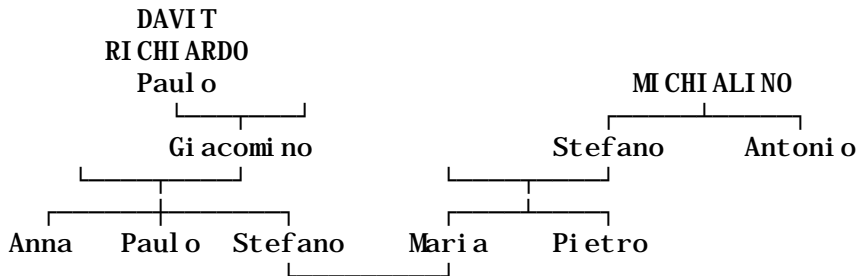 DAVIT
RICHIARDO
Paulo MICHIALINO
Giacomino Stefano Antonio
Anna Paulo Stefano Maria Pietro